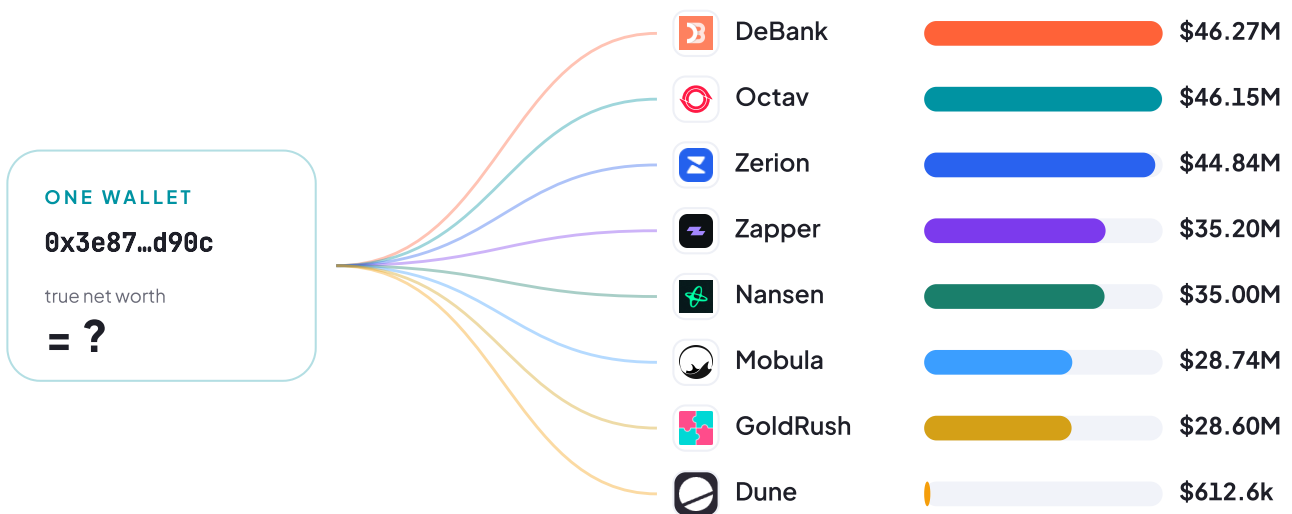 ONE WALLET
0x3e87…d90c
true net worth
= ?
DeBank $46.27M
Octav $46.15M
Zerion $44.84M
Zapper $35.20M
Nansen $35.00M
Mobula $28.74M
GoldRush $28.60M
Dune $612.6k